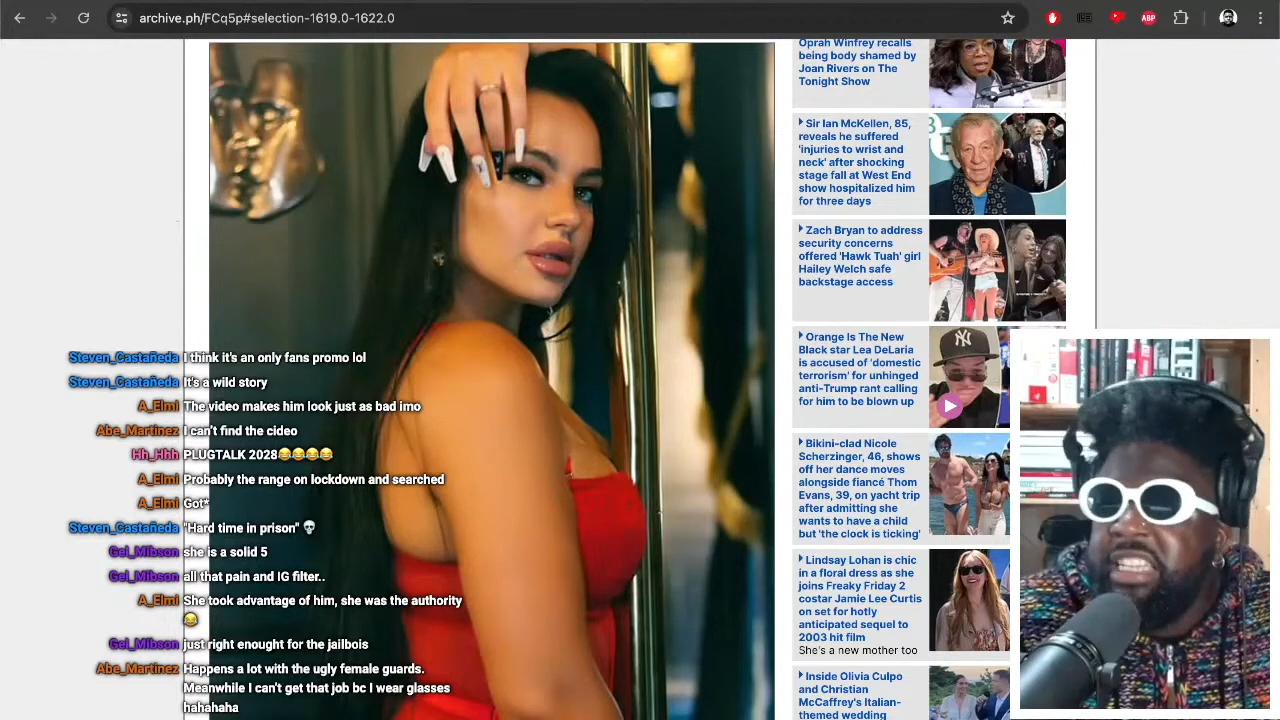 archive.ph/FCq5p#selection-1619.0-1622.0
ABP
Oprah Winfrey recalls
being body shamed by
Joan Rivers on The
Tonight Show
Sir Ian McKellen, 85,
reveals he suffered
'injuries to wrist and
neck' after shocking
stage fall at West End
show hospitalized him
for three days
Zach Bryan to address
security concerns
offered 'Hawk Tuah' girl
Hailey Welch safe
backstage access
Orange Is The New
Black star Lea DeLaria
is accused of 'domestic
terrorism' for unhinged
anti-Trump rant calling
for him to be blown up
Bikini-clad Nicole
Scherzinger, 46, shows
off her dance moves
alongside fiancé Thom
Evans, 39, on yacht trip
after admitting she
wants to have a child
but 'the clock is ticking'
Lindsay Lohan is chic
in a floral dress as she
joins Freaky Friday 2
costar Jamie Lee Curtis
on set for hotly
anticipated sequel to
2003 hit film
She's a new mother too
Inside Olivia Culpo
and Christian
McCaffrey's Italian-
themed wedding
Steven_Castañeda I think it's an only fans promo lol
Steven_Castañeda It's a wild story
A_Elmi The video makes him look just as bad imo
Abe_Martinez I can't find the cideo
Hh_Hhh PLUGTALK 2028😂😂😂😂
A_Elmi Probably the range on lockdown and searched
A_Elmi Got*
Steven_Castañeda "Hard time in prison" 💀
Gel_Mibson she is a solid 5
Gel_Mibson all that pain and IG filter..
A_Elmi She took advantage of him, she was the authority
😂
Gel_Mibson just right enought for the jailbois
Abe_Martinez Happens a lot with the ugly female guards.
Meanwhile I can't get that job bc I wear glasses
hahahaha